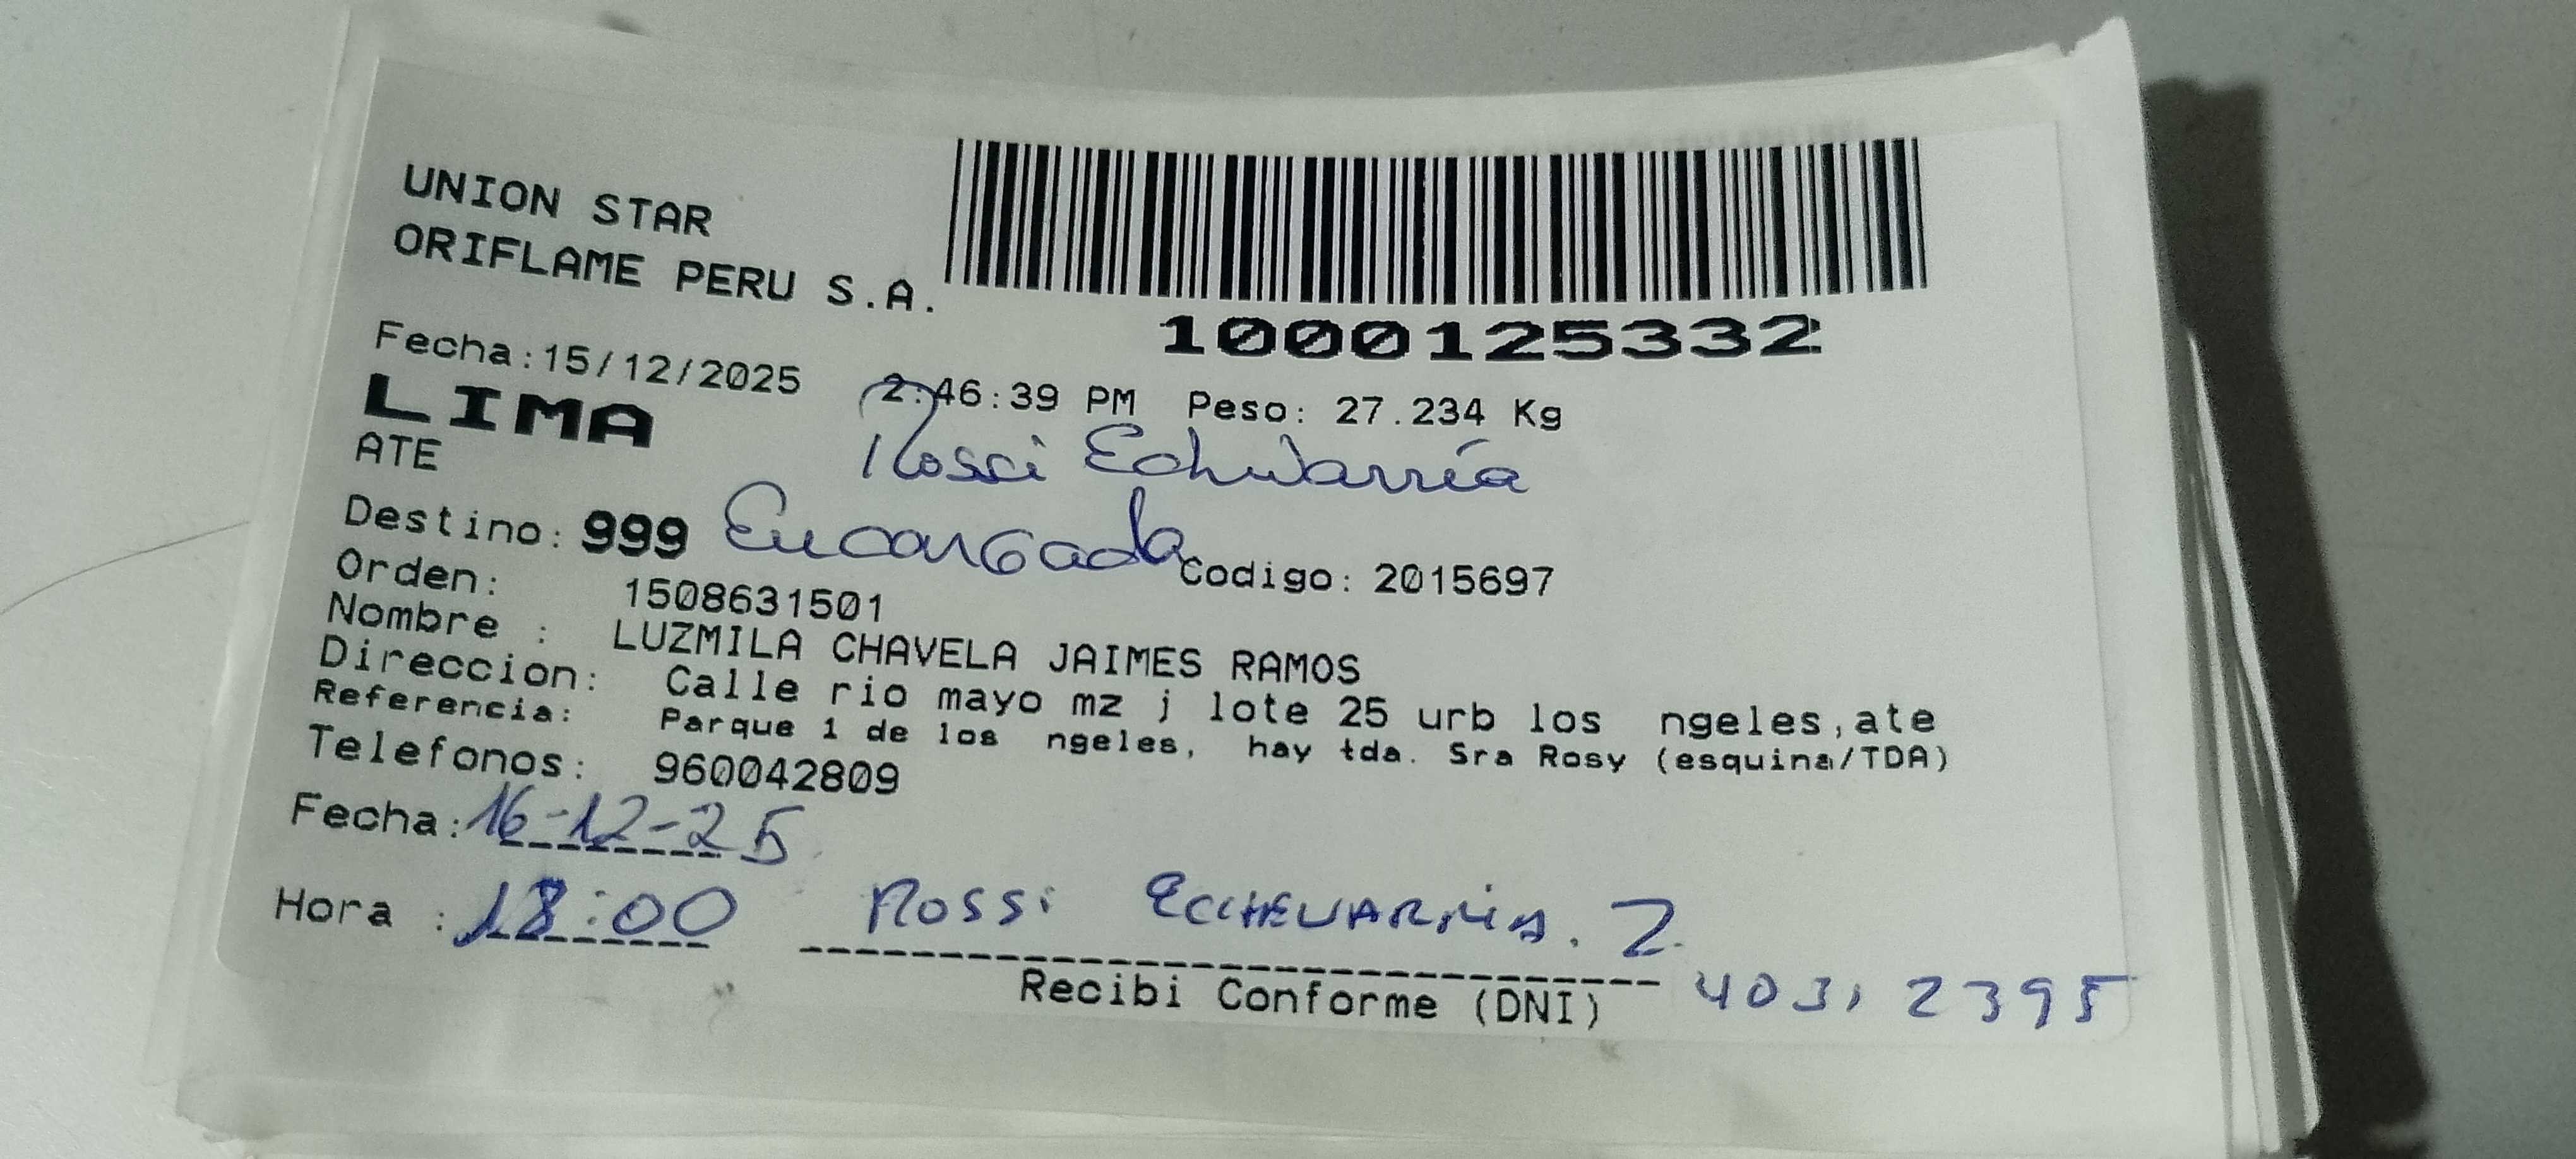 UNION STAR
ORIFLAME PERU S.A.
1000125332
Fecha:15/12/2025 2:46:39 PM Peso: 27.234 Kg
LIMA
ATE
Rossi Echevarría
Destino: 999 Encargada Codigo: 2015697
Orden: 1508631501
Nombre : LUZMILA CHAVELA JAIMES RAMOS
Direccion: Calle rio mayo mz j lote 25 urb los ngeles,ate
Referencia: Parque 1 de los ngeles, hay tda. Sra Rosy (esquina/TDA)
Telefonos: 960042809
Fecha: 16-12-25
Hora : 18:00 Rossi ECCHEVARRIA. Z.
Recibi Conforme (DNI) 40312395